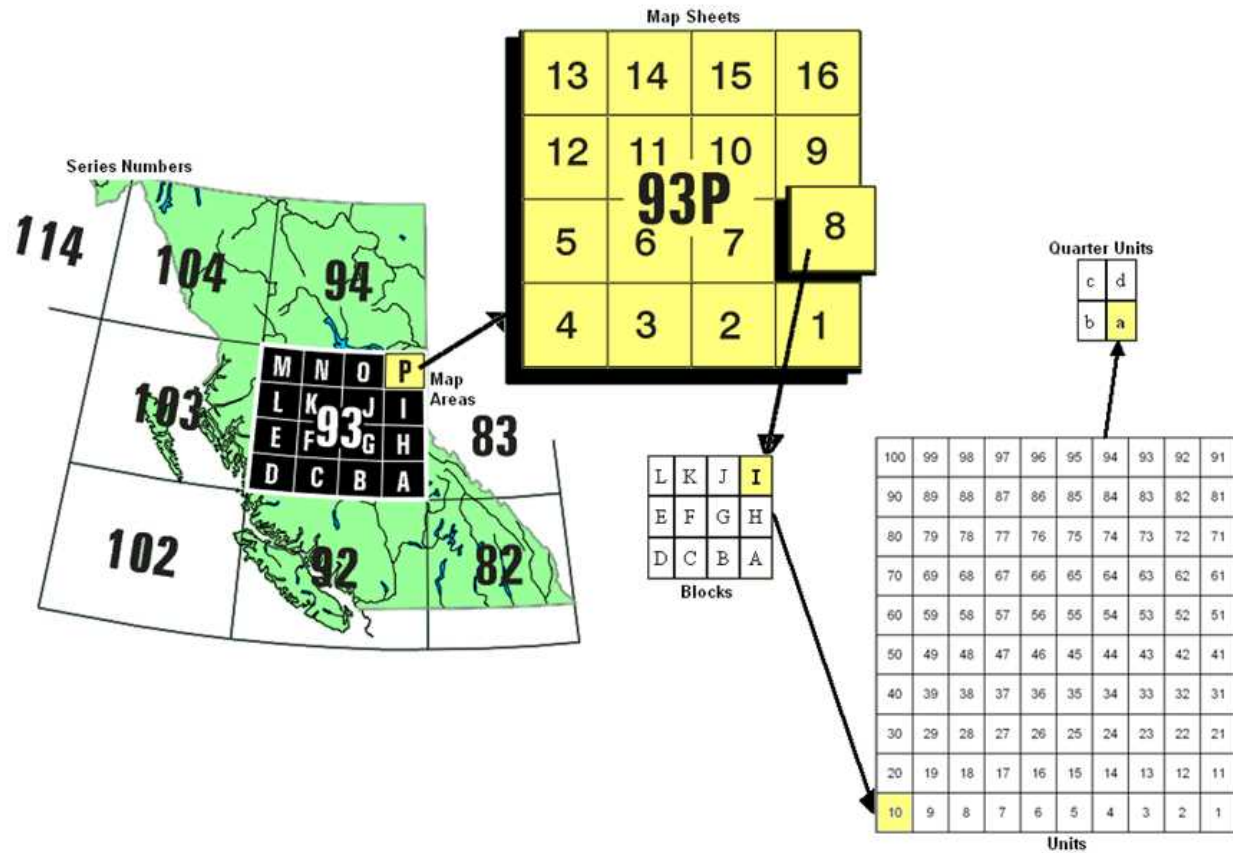 Map Sheets
13 14 15 16
12 11 10 9
93P
5 6 7 8
4 3 2 1
Series Numbers
114 104 94
103 83
102 92 82
M N O P
L K J I
93
E F G H
D C B A
Map
Areas
L K J I
E F G H
D C B A
Blocks
Quarter Units
c d
b a
100 99 98 97 96 95 94 93 92 91
90 89 88 87 86 85 84 83 82 81
80 79 78 77 76 75 74 73 72 71
70 69 68 67 66 65 64 63 62 61
60 59 58 57 56 55 54 53 52 51
50 49 48 47 46 45 44 43 42 41
40 39 38 37 36 35 34 33 32 31
30 29 28 27 26 25 24 23 22 21
20 19 18 17 16 15 14 13 12 11
10 9 8 7 6 5 4 3 2 1
Units